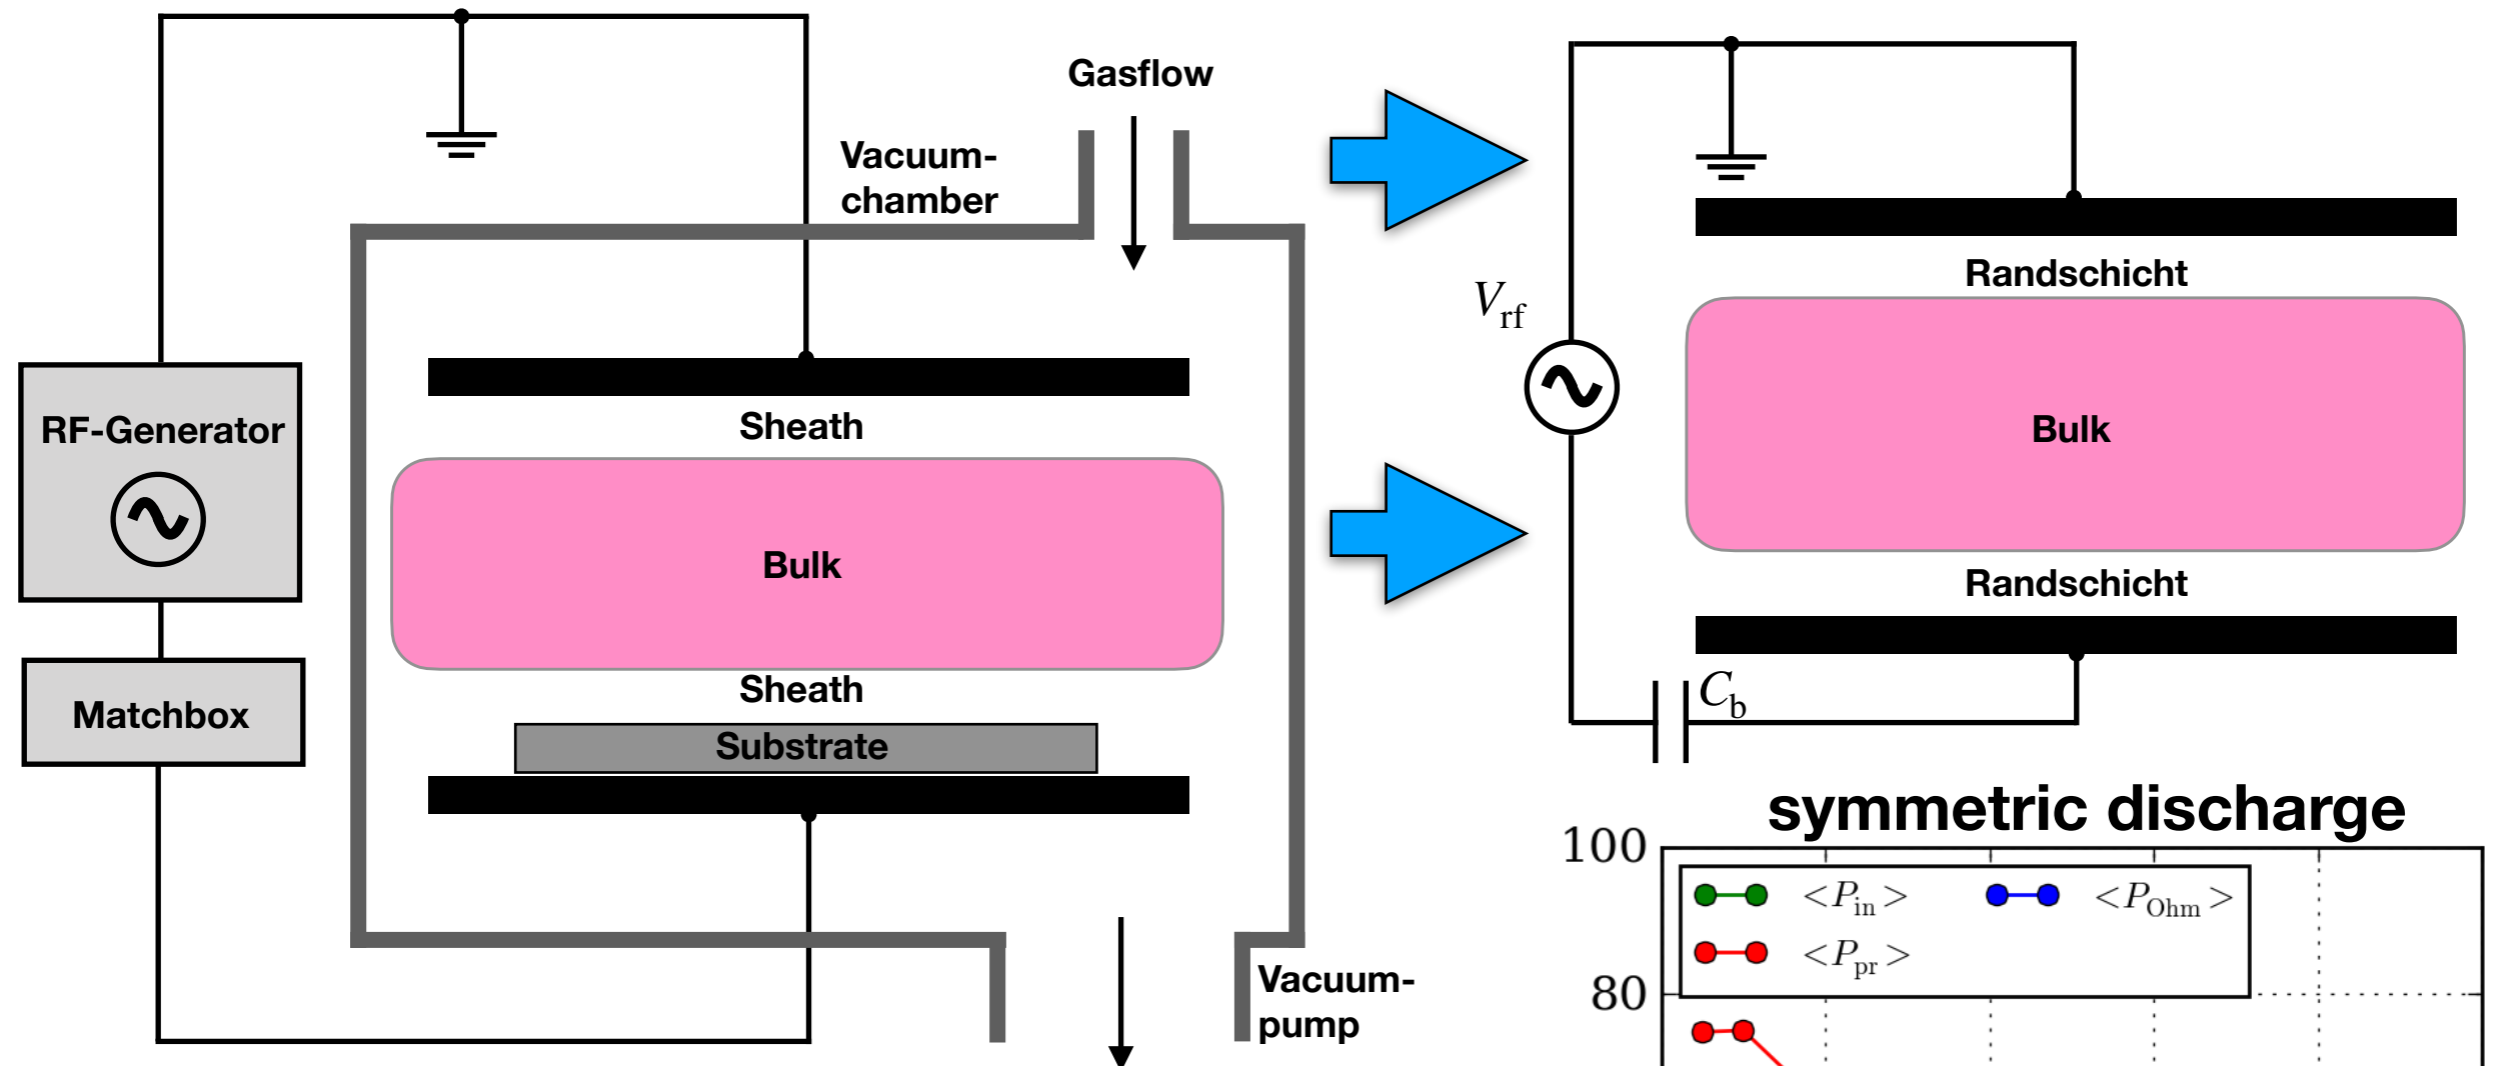 Gasflow
Vacuum-
chamber
RF-Generator
Matchbox
Sheath
Bulk
Sheath
Substrate
Vacuum-
pump
Randschicht
V_rf
Bulk
Randschicht
C_b
symmetric discharge
100
<P_in> <P_Ohm>
<P_pr>
80